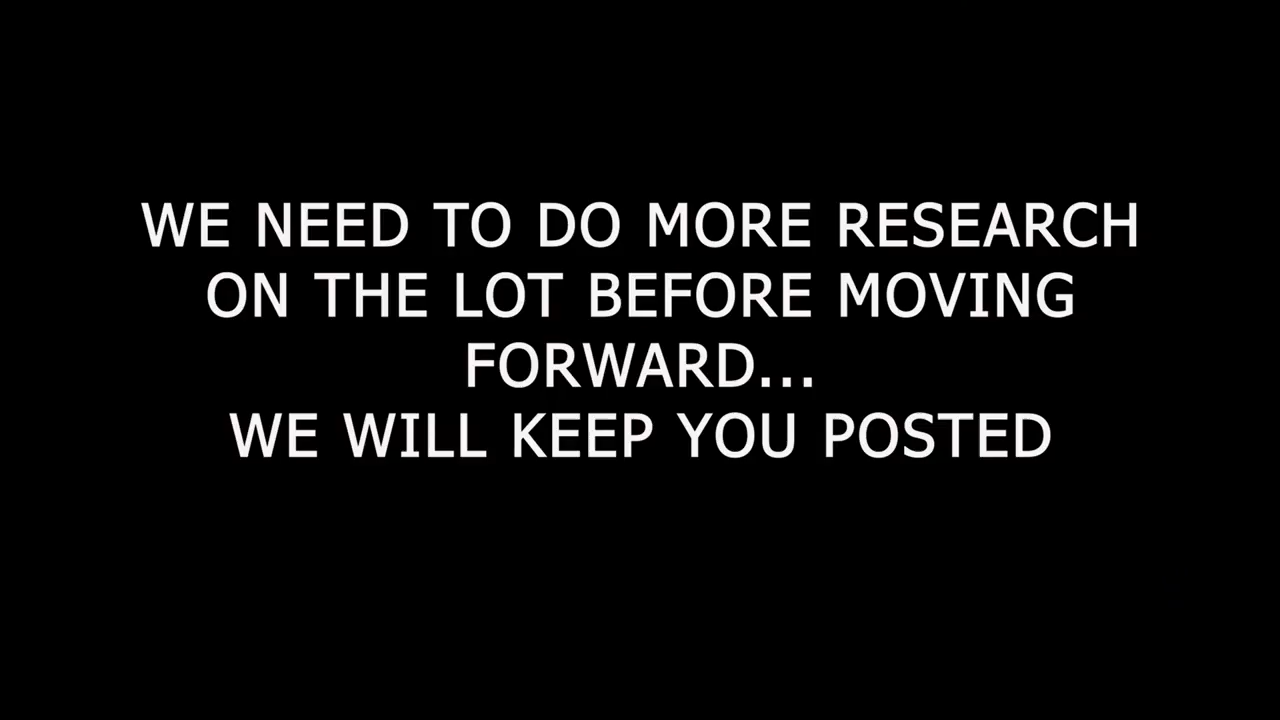 WE NEED TO DO MORE RESEARCH
ON THE LOT BEFORE MOVING
FORWARD...
WE WILL KEEP YOU POSTED